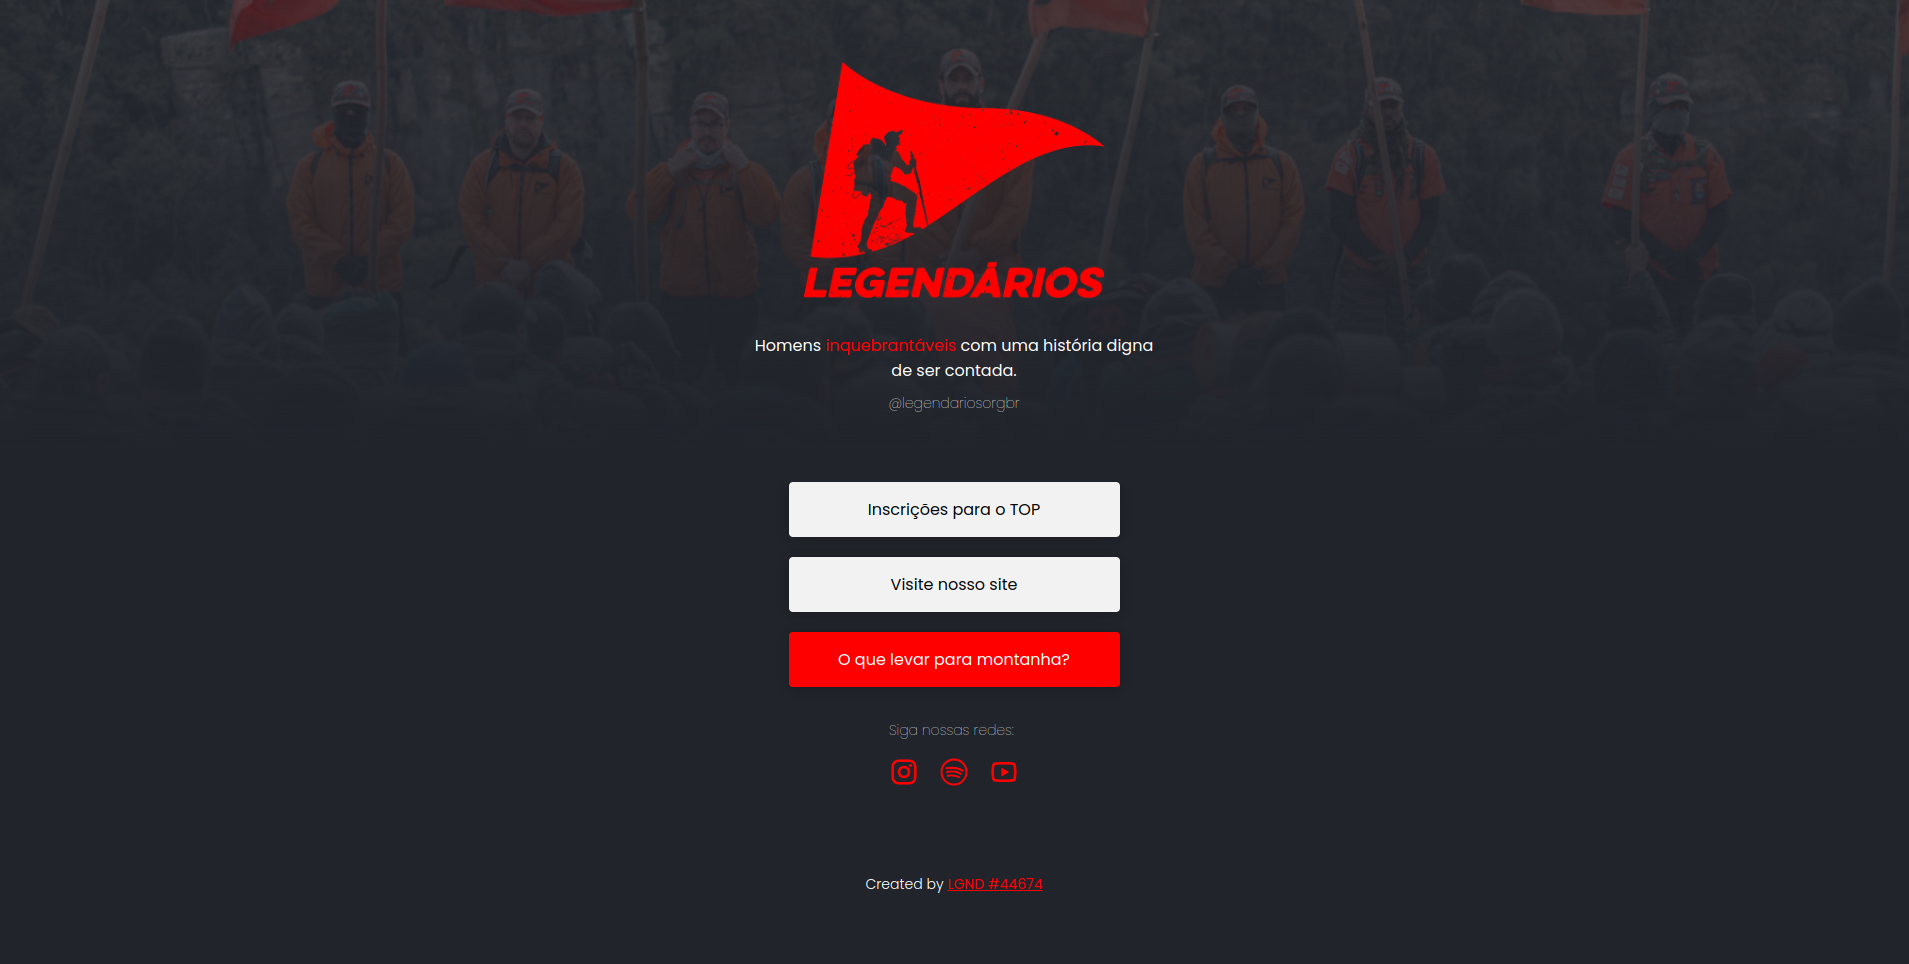 LEGENDÁRIOS
Homens inquebrantáveis com uma história digna
de ser contada.
@legendariosorgbr
Inscrições para o TOP
Visite nosso site
O que levar para montanha?
Siga nossas redes:
Created by LGND #44674